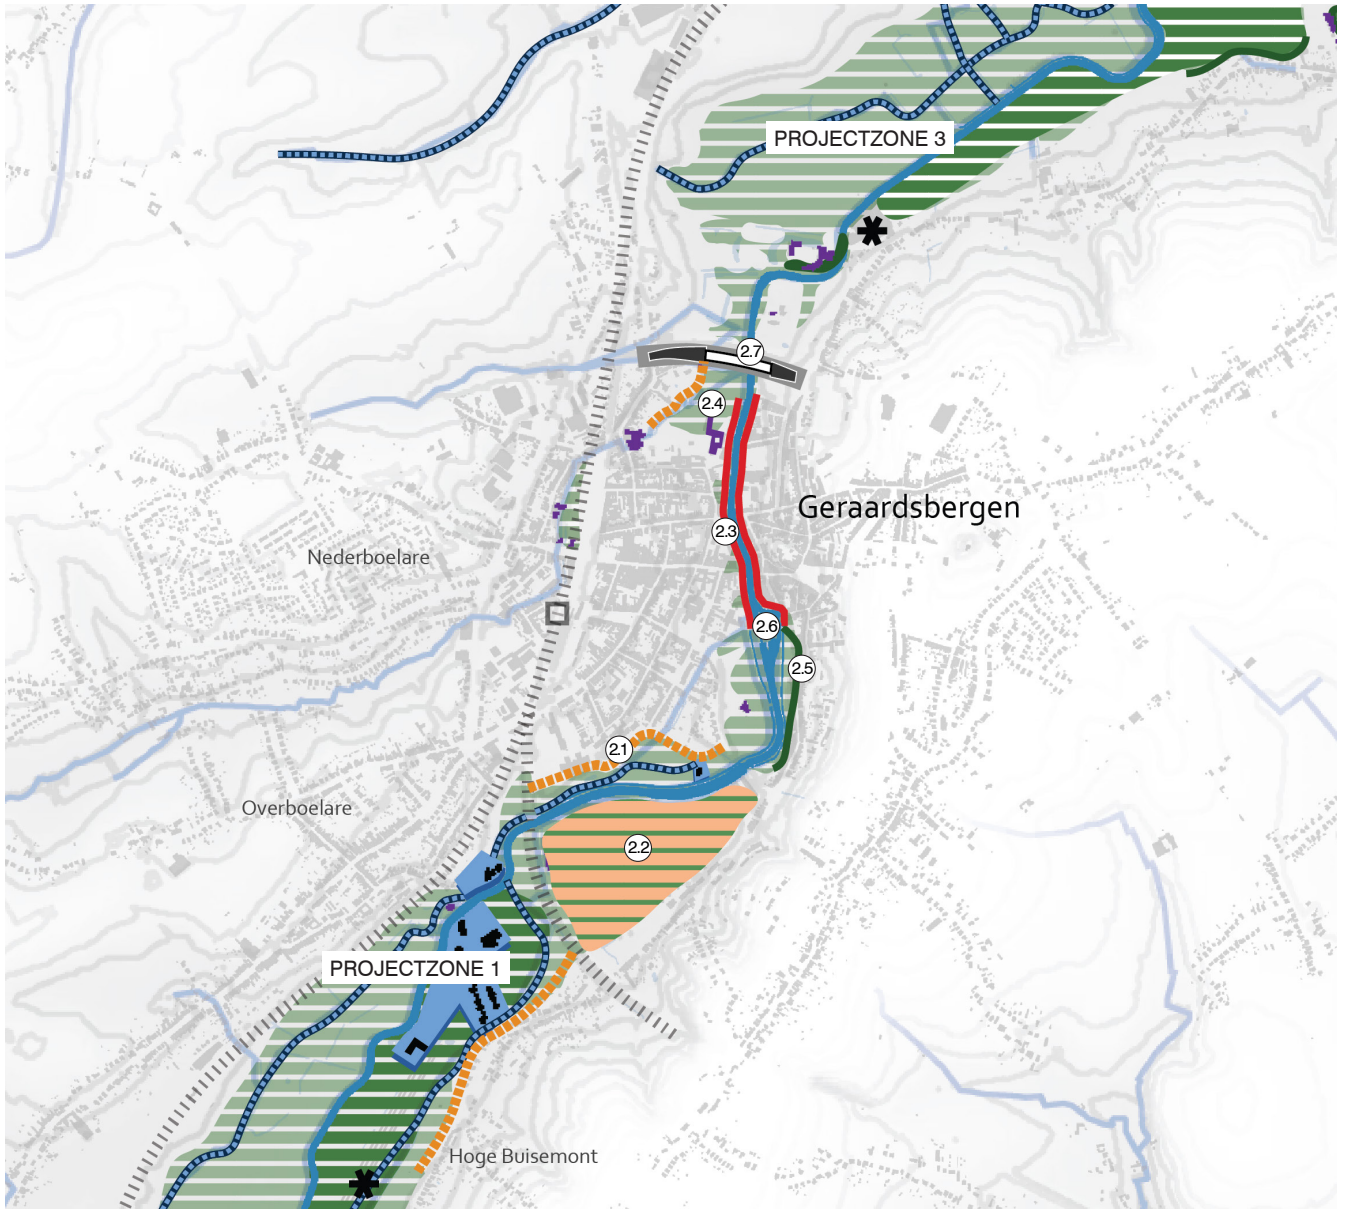 PROJECTZONE 3
2.7
2.4
Geraardsbergen
2.3
Nederboelare
2.6
2.5
2.1
Overboelare
2.2
PROJECTZONE 1
Hoge Buisemont